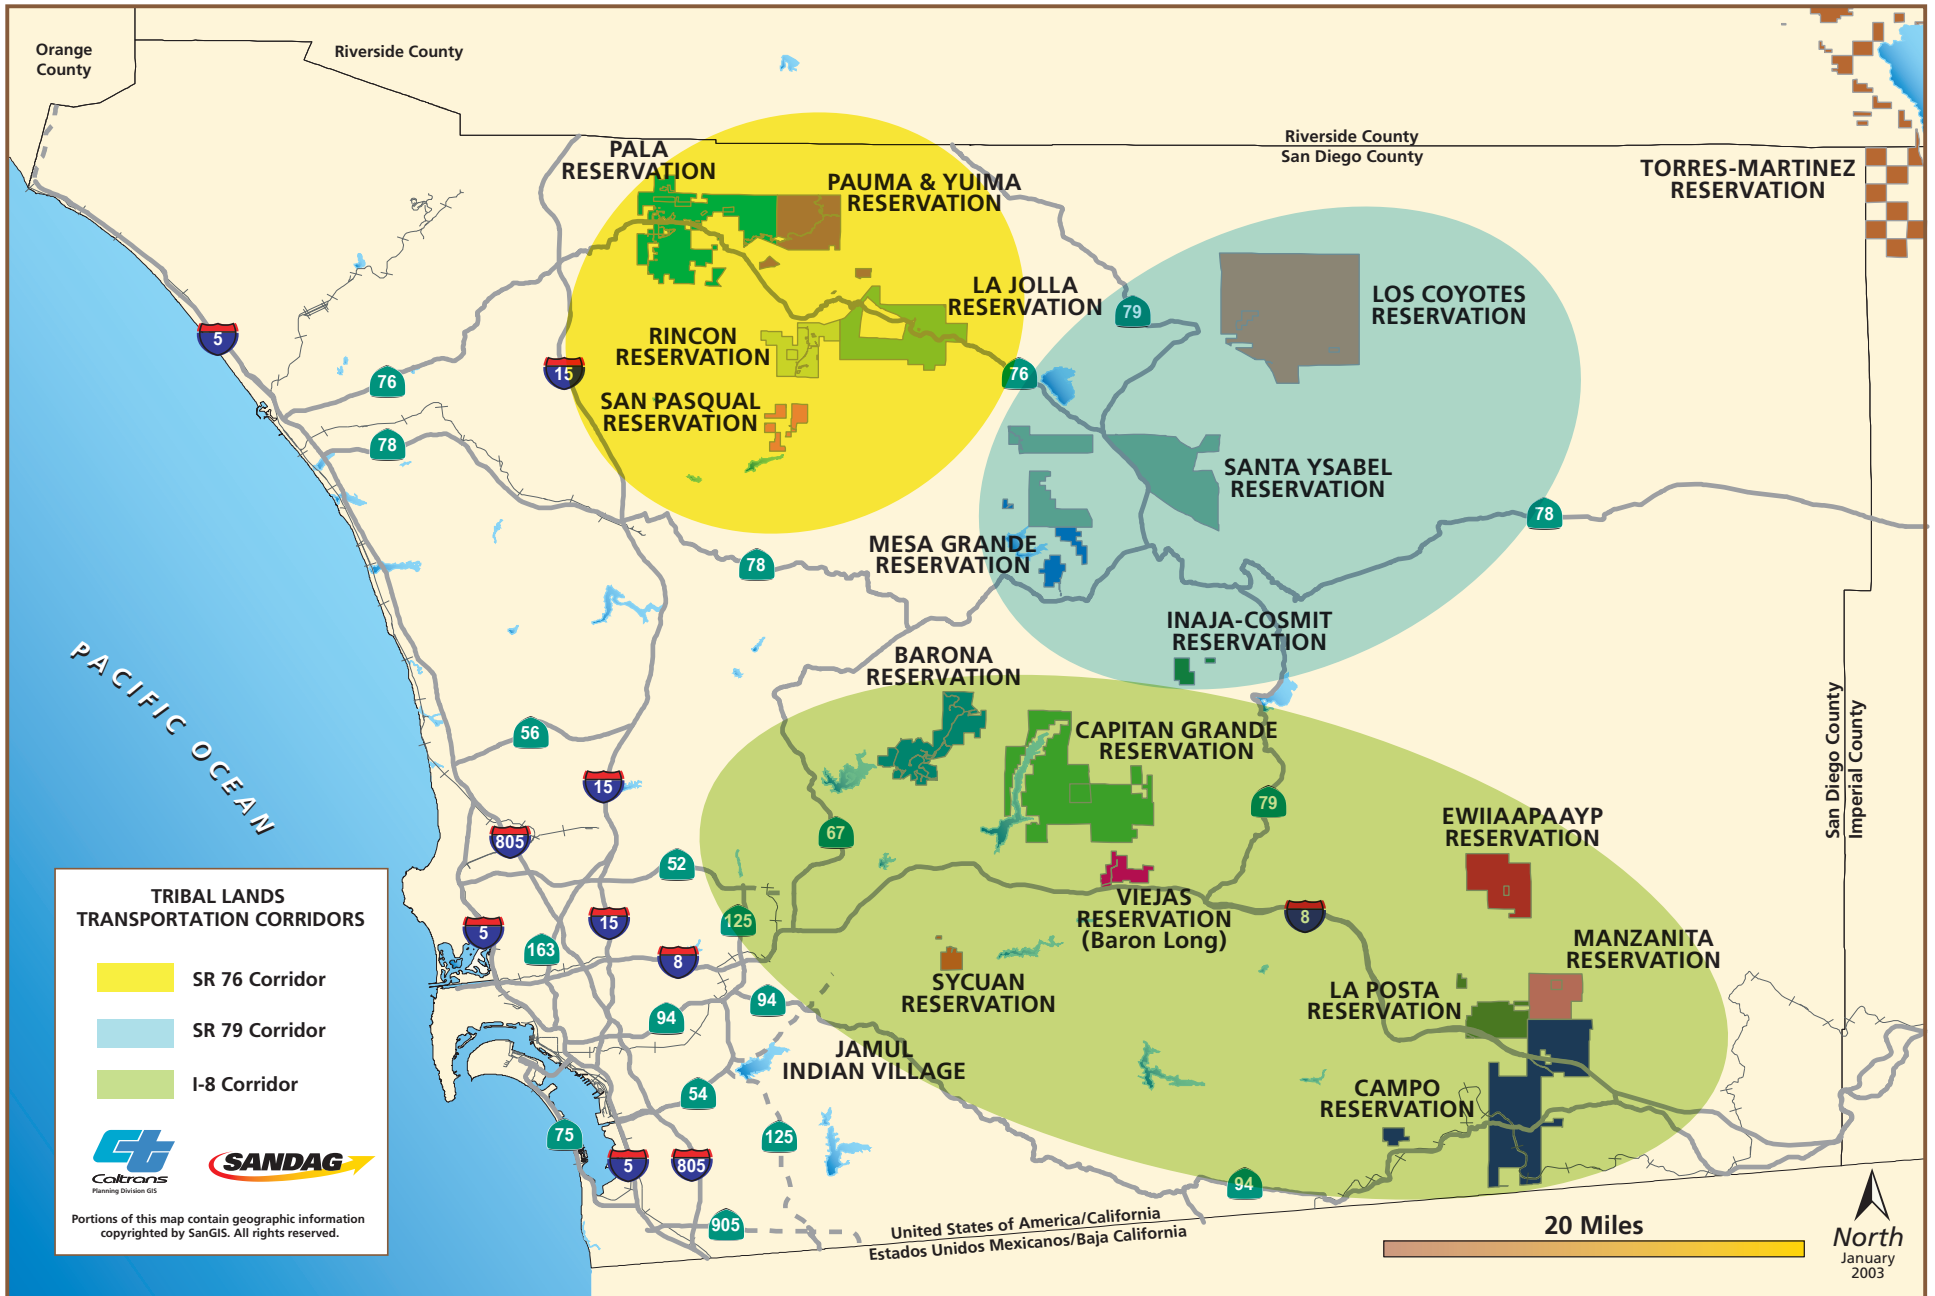 Orange
County
Riverside County
Riverside County
San Diego County
PALA
RESERVATION
PAUMA & YUIMA
RESERVATION
TORRES-MARTINEZ
RESERVATION
LA JOLLA
RESERVATION
79
LOS COYOTES
RESERVATION
5
RINCON
RESERVATION
15
76
76
SAN PASQUAL
RESERVATION
78
SANTA YSABEL
RESERVATION
78
MESA GRANDE
RESERVATION
78
INAJA-COSMIT
RESERVATION
PACIFIC OCEAN
BARONA
RESERVATION
56
CAPITAN GRANDE
RESERVATION
San Diego County
Imperial County
15
79
805
67
EWIIAAPAAYP
RESERVATION
52
VIEJAS
RESERVATION
(Baron Long)
8
5
163
15
125
8
MANZANITA
RESERVATION
SYCUAN
RESERVATION
LA POSTA
RESERVATION
94
94
JAMUL
INDIAN VILLAGE
54
CAMPO
RESERVATION
75
125
5
805
94
905
United States of America/California
Estados Unidos Mexicanos/Baja California
TRIBAL LANDS
TRANSPORTATION CORRIDORS
SR 76 Corridor
SR 79 Corridor
I-8 Corridor
ct
Caltrans
Planning Division GIS
SANDAG
Portions of this map contain geographic information
copyrighted by SanGIS. All rights reserved.
20 Miles
North
January
2003